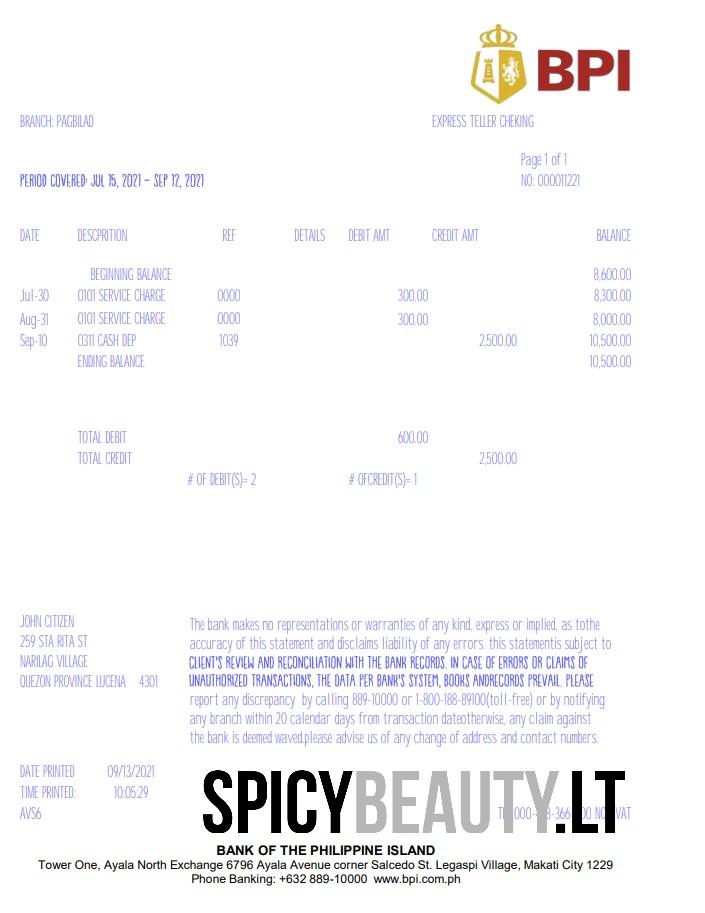 BPI
BRANCH: PAGBILAD EXPRESS TELLER CHEKING
Page 1 of 1
PERIOD COVERED: JUL 15, 2021 – SEP 12, 2021 NO: 000011221
DATE DESCPRITION REF DETAILS DEBIT AMT CREDIT AMT BALANCE
BEGINNING BALANCE 8,600.00
Jul-30 0101 SERVICE CHARGE 0000 300.00 8,300.00
Aug-31 0101 SERVICE CHARGE 0000 300.00 8,000.00
Sep-10 0311 CASH DEP 1039 2,500.00 10,500.00
ENDING BALANCE 10,500.00
TOTAL DEBIT 600.00
TOTAL CREDIT 2,500.00
# OF DEBIT(S)= 2 # OFCREDIT(S)= 1
JOHN CITIZEN
259 STA RITA ST
NARILAG VILLAGE
QUEZON PROVINCE LUCENA 4301
The bank makes no representations or warranties of any kind, express or implied, as tothe
accuracy of this statement and disclaims liability of any errors. this statementis subject to
CLIENT'S REVIEW AND RECONCILIATION WITH THE BANK RECORDS. IN CASE OF ERRORS OR CLAIMS OF
UNAUTHORIZED TRANSACTIONS, THE DATA PER BANK'S SYSTEM, BOOKS ANDRECORDS PREVAIL. PLEASE
report any discrepancy by calling 889-10000 or 1-800-188-89100(toll-free) or by notifying
any branch within 20 calendar days from transaction dateotherwise, any claim against
the bank is deemed waved.please advise us of any change of address and contact numbers.
DATE PRINTED 09/13/2021
TIME PRINTED: 10:05:29
AVS6
SPICYBEAUTY.LT
VAT
BANK OF THE PHILIPPINE ISLAND
Tower One, Ayala North Exchange 6796 Ayala Avenue corner Salcedo St. Legaspi Village, Makati City 1229
Phone Banking: +632 889-10000 www.bpi.com.ph